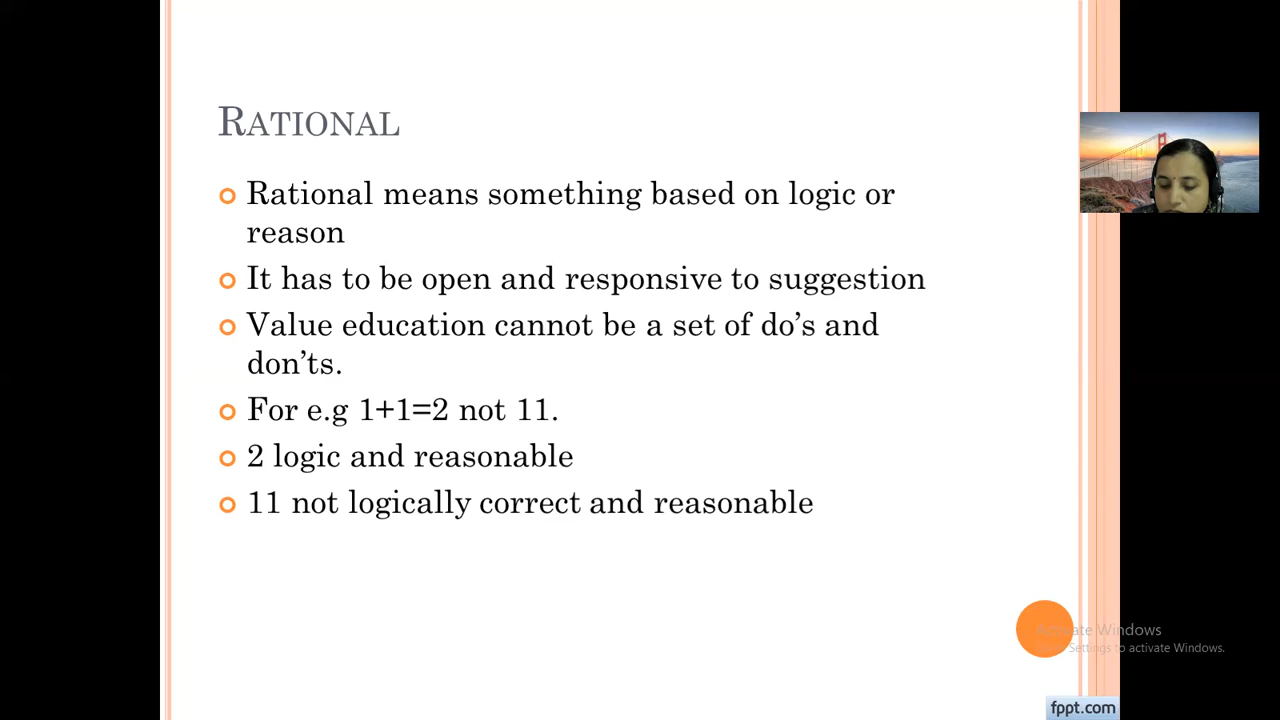 RATIONAL
Rational means something based on logic or
reason
It has to be open and responsive to suggestion
Value education cannot be a set of do's and
don'ts.
For e.g 1+1=2 not 11.
2 logic and reasonable
11 not logically correct and reasonable
Activate Windows
Settings to activate Windows.
fppt.com